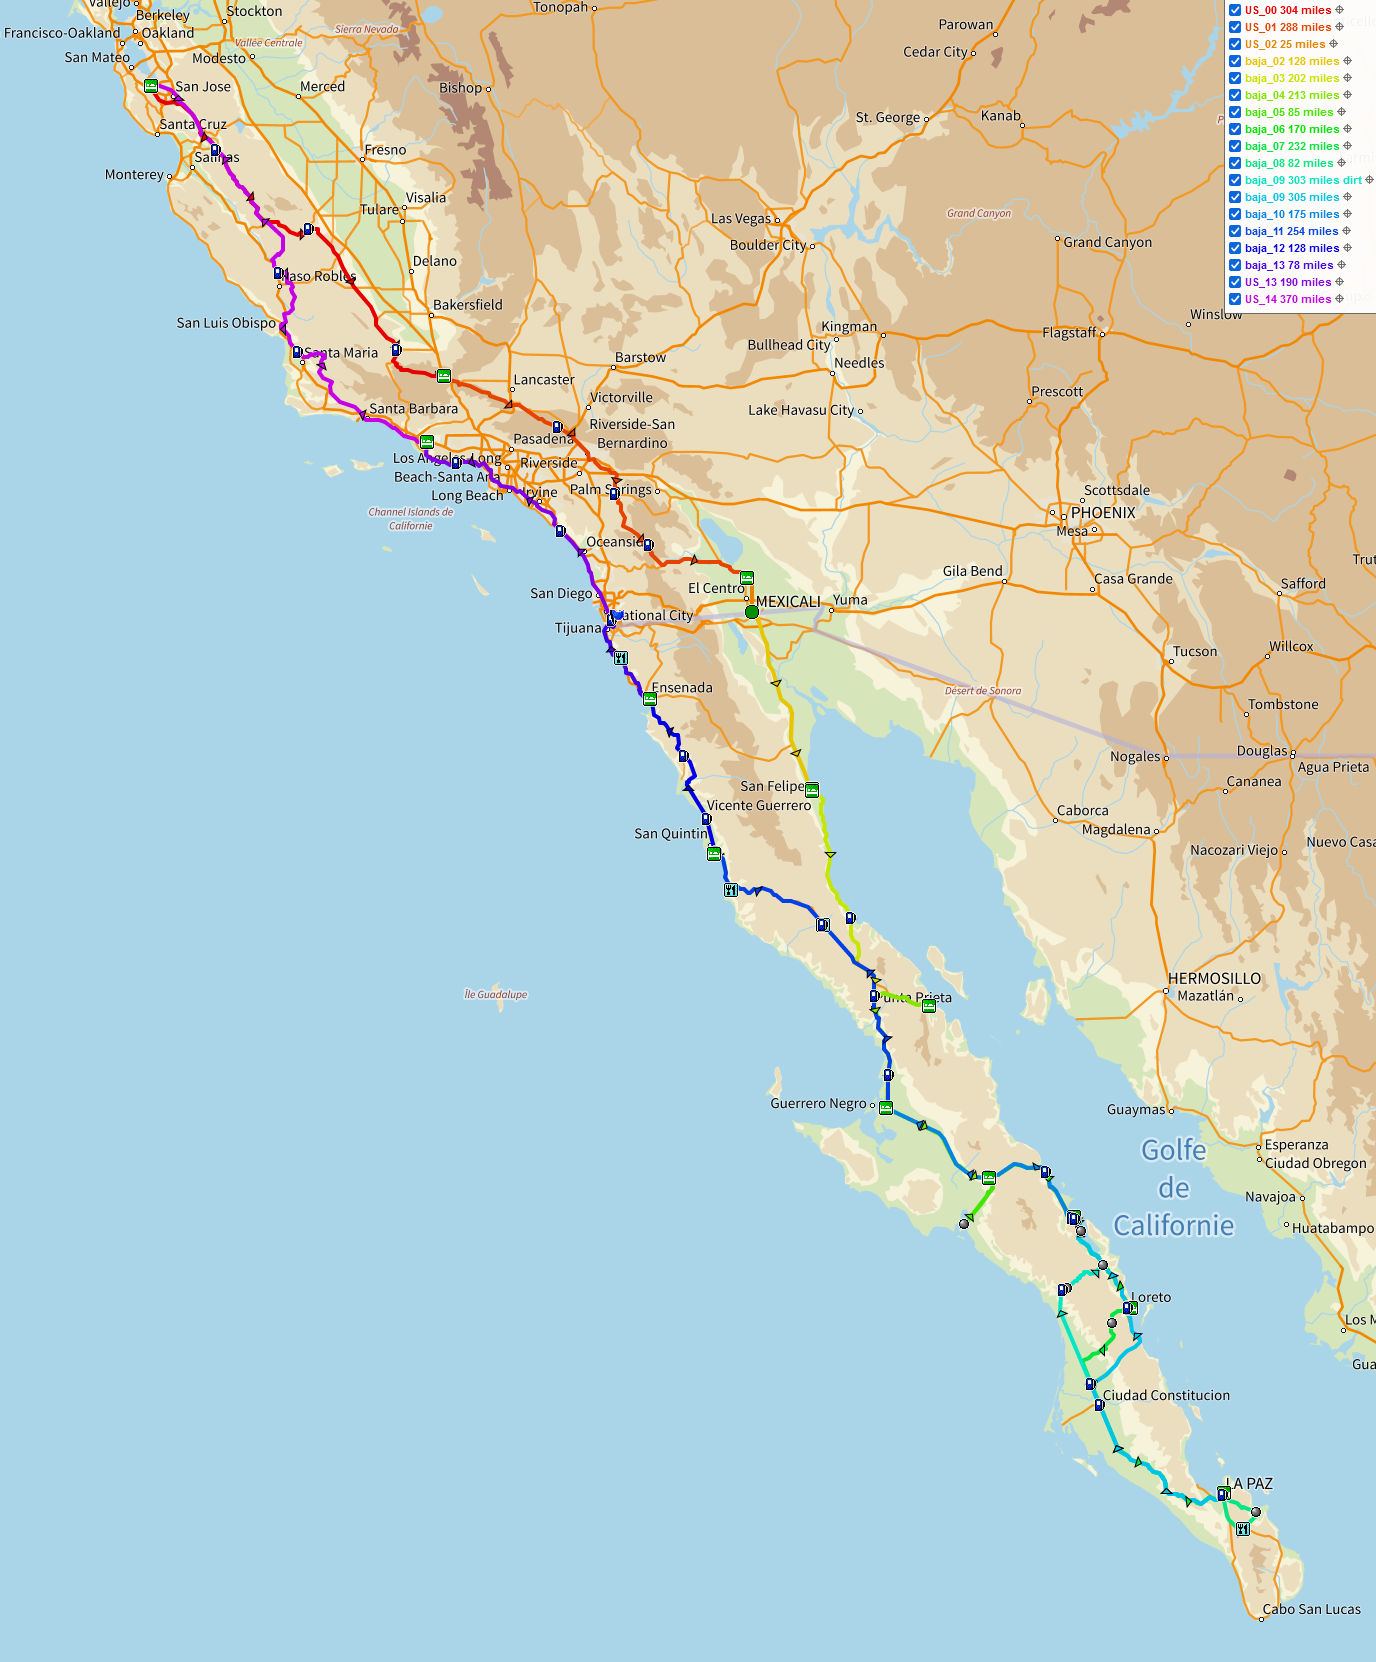 US_00 304 miles
US_01 288 miles
US_02 25 miles
baja_02 128 miles
baja_03 202 miles
baja_04 213 miles
baja_05 85 miles
baja_06 170 miles
baja_07 232 miles
baja_08 82 miles
baja_09 303 miles dirt
baja_09 305 miles
baja_10 175 miles
baja_11 254 miles
baja_12 128 miles
baja_13 78 miles
US_13 190 miles
US_14 370 miles
Vallejo
Berkeley
Stockton
Tonopah
Parowan
Francisco-Oakland
Oakland
Sierra Nevada
Vallée Centrale
San Mateo
Modesto
Cedar City
San Jose
Merced
Bishop
St. George
Kanab
Santa Cruz
Salinas
Fresno
Monterey
Visalia
Tulare
Las Vegas
Grand Canyon
Boulder City
Grand Canyon
Delano
Paso Robles
Bakersfield
San Luis Obispo
Kingman
Flagstaff
Winslow
Bullhead City
Needles
Santa Maria
Barstow
Lancaster
Victorville
Prescott
Santa Barbara
Lake Havasu City
Riverside-San
Bernardino
Pasadena
Los Angeles-Long
Beach-Santa Ana
Riverside
Long Beach
Irvine
Palm Springs
Scottsdale
PHOENIX
Mesa
Channel Islands de
Californie
Oceanside
Gila Bend
Casa Grande
Safford
San Diego
El Centro
MEXICALI
Yuma
National City
Tijuana
Tucson
Willcox
Ensenada
Désert de Sonora
Tombstone
Nogales
Douglas
Agua Prieta
San Felipe
Cananea
Vicente Guerrero
Caborca
Magdalena
San Quintin
Nacozari Viejo
Île Guadalupe
HERMOSILLO
Mazatlán
Punta Prieta
Guerrero Negro
Guaymas
Golfe
de
Californie
Esperanza
Ciudad Obregon
Navajoa
Huatabampo
Loreto
Ciudad Constitucion
LA PAZ
Cabo San Lucas